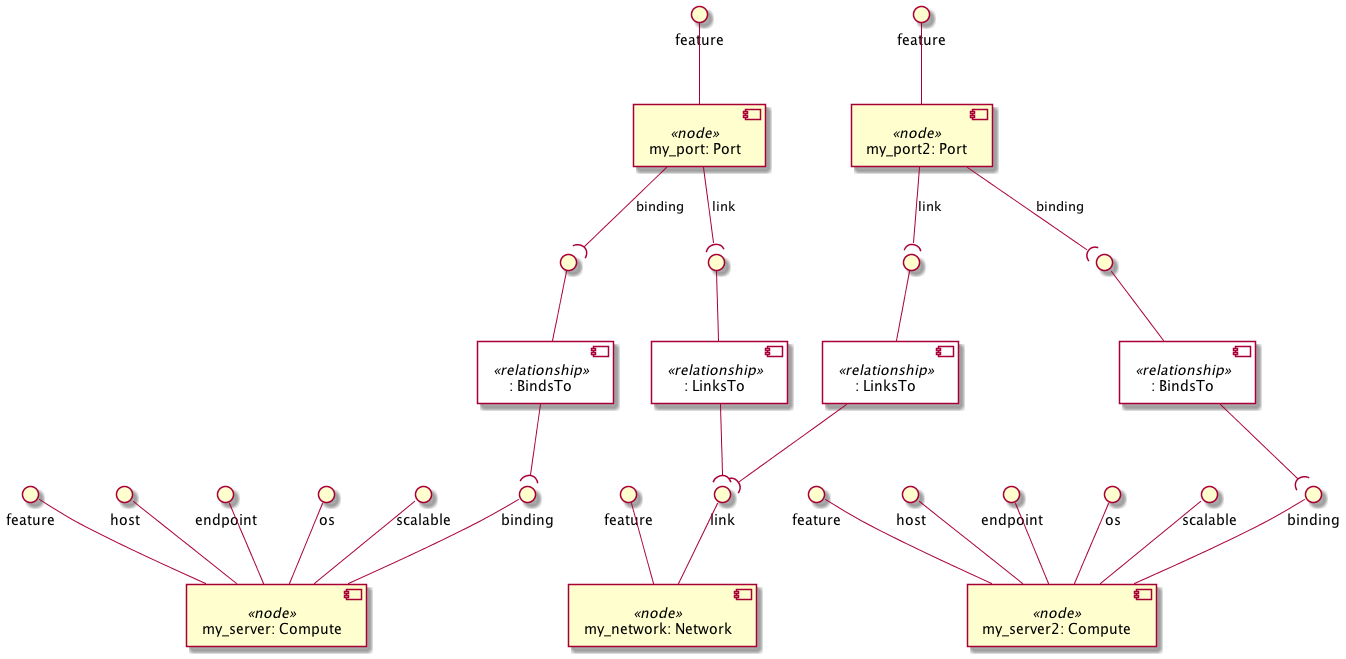 feature
feature
«node»
my_port: Port
«node»
my_port2: Port
binding
link
link
binding
«relationship»
: BindsTo
«relationship»
: LinksTo
«relationship»
: LinksTo
«relationship»
: BindsTo
feature
host
endpoint
os
scalable
binding
feature
link
feature
host
endpoint
os
scalable
binding
«node»
my_server: Compute
«node»
my_network: Network
«node»
my_server2: Compute